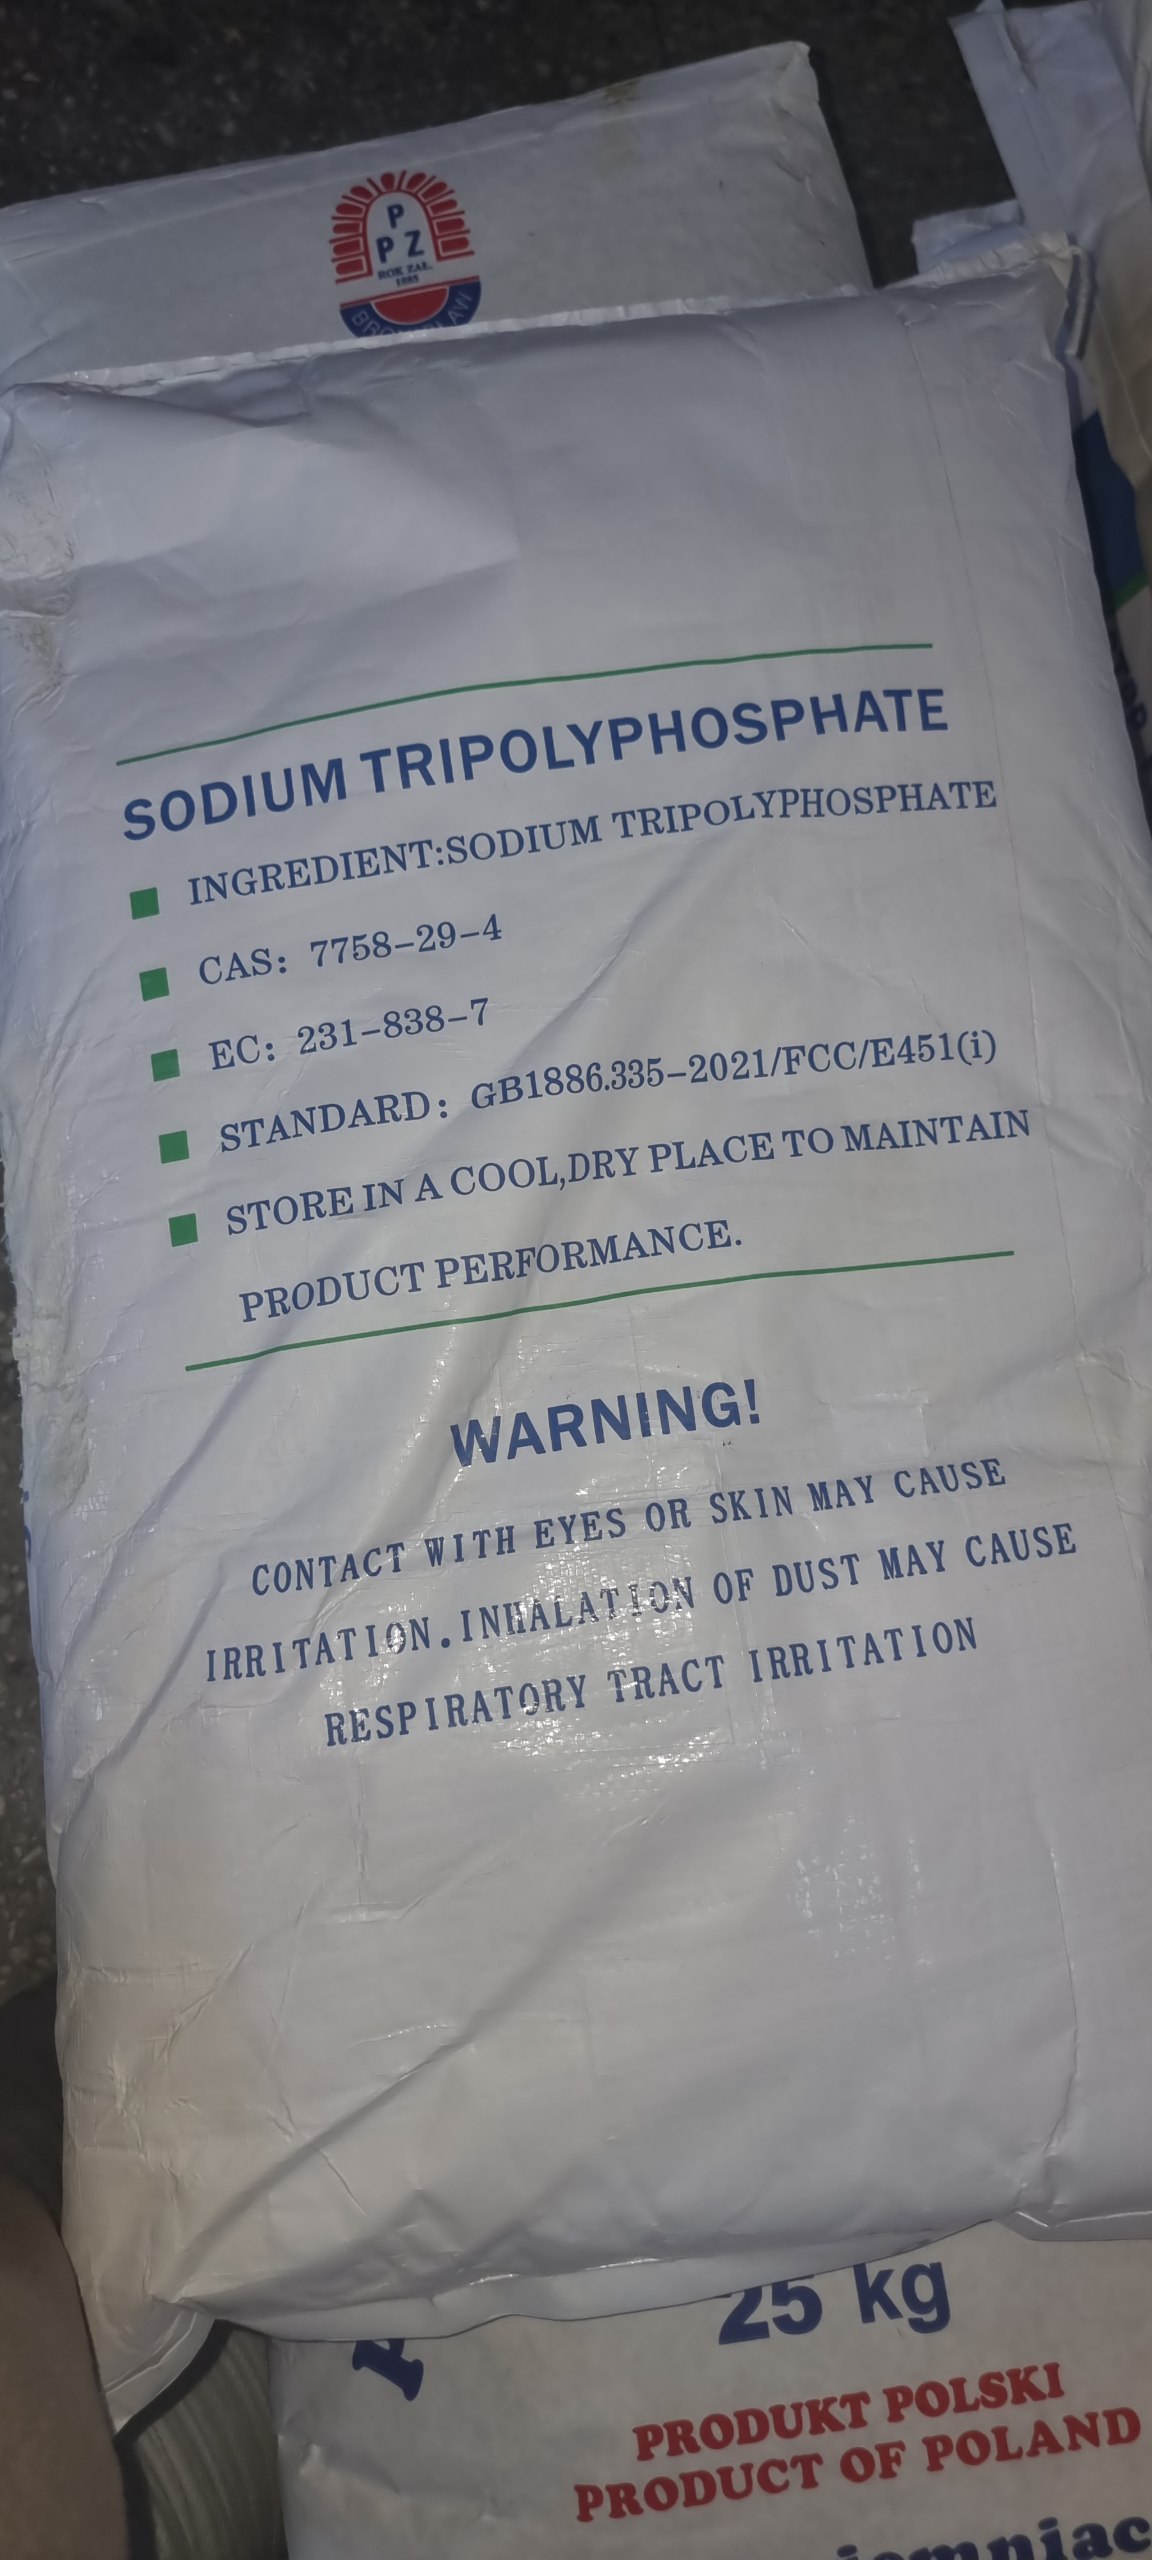 P
P Z
ROK ZAŁ.
SODIUM TRIPOLYPHOSPHATE
INGREDIENT:SODIUM TRIPOLYPHOSPHATE
CAS: 7758-29-4
EC: 231-838-7
STANDARD: GB1886.335-2021/FCC/E451(i)
STORE IN A COOL,DRY PLACE TO MAINTAIN
PRODUCT PERFORMANCE.
WARNING!
CONTACT WITH EYES OR SKIN MAY CAUSE
IRRITATION.INHALATION OF DUST MAY CAUSE
RESPIRATORY TRACT IRRITATION
25 kg
PRODUKT POLSKI
PRODUCT OF POLAND